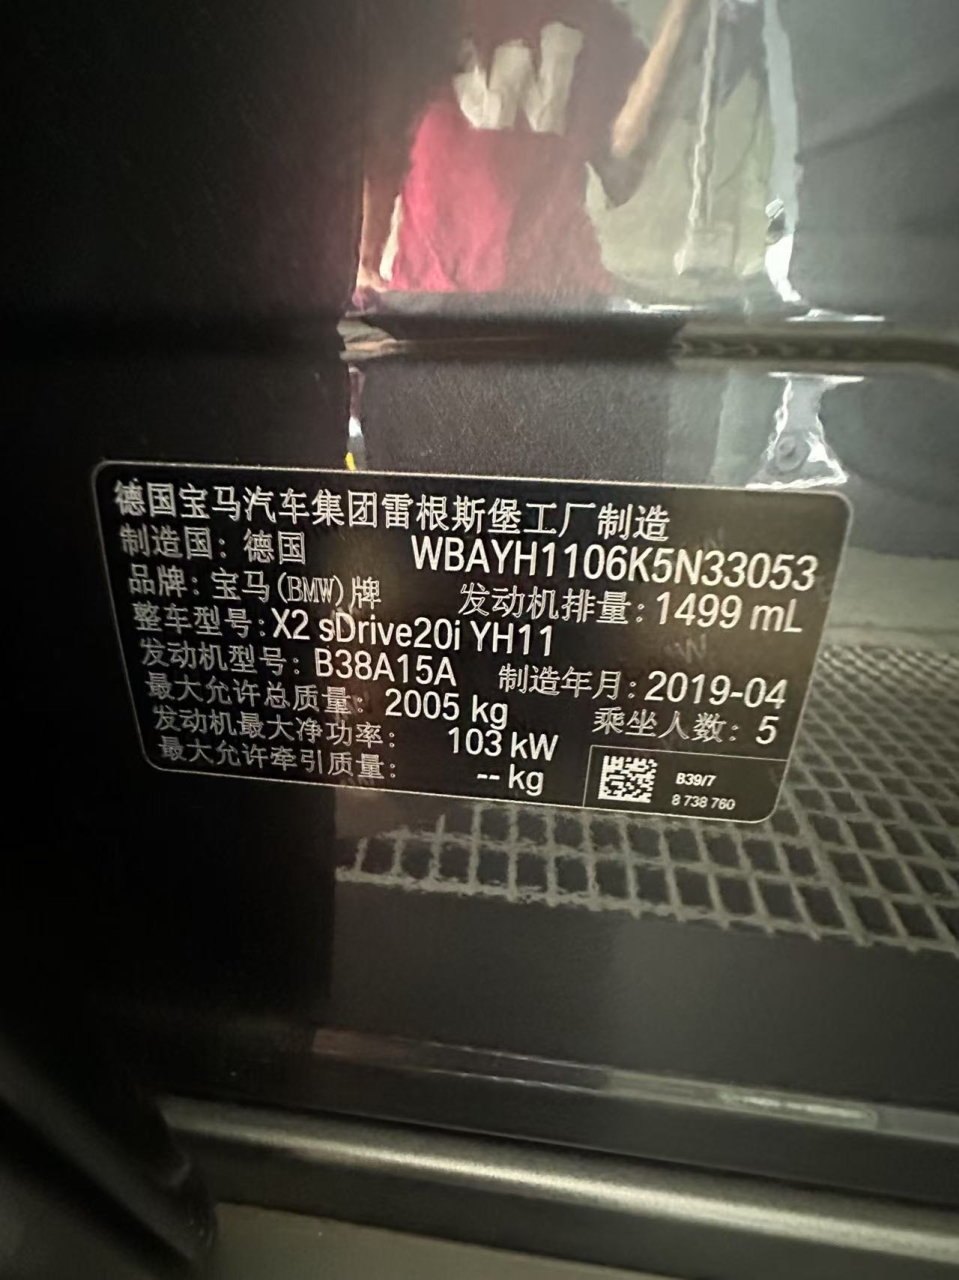 德国宝马汽车集团雷根斯堡工厂制造
制造国：德国 WBAYH1106K5N33053
品牌：宝马(BMW)牌 发动机排量：1499 mL
整车型号：X2 sDrive20i YH11
发动机型号：B38A15A 制造年月：2019-04
最大允许总质量：2005 kg 乘坐人数：5
发动机最大净功率：103 kW
最大允许牵引质量：-- kg
B39/7
8 738 760